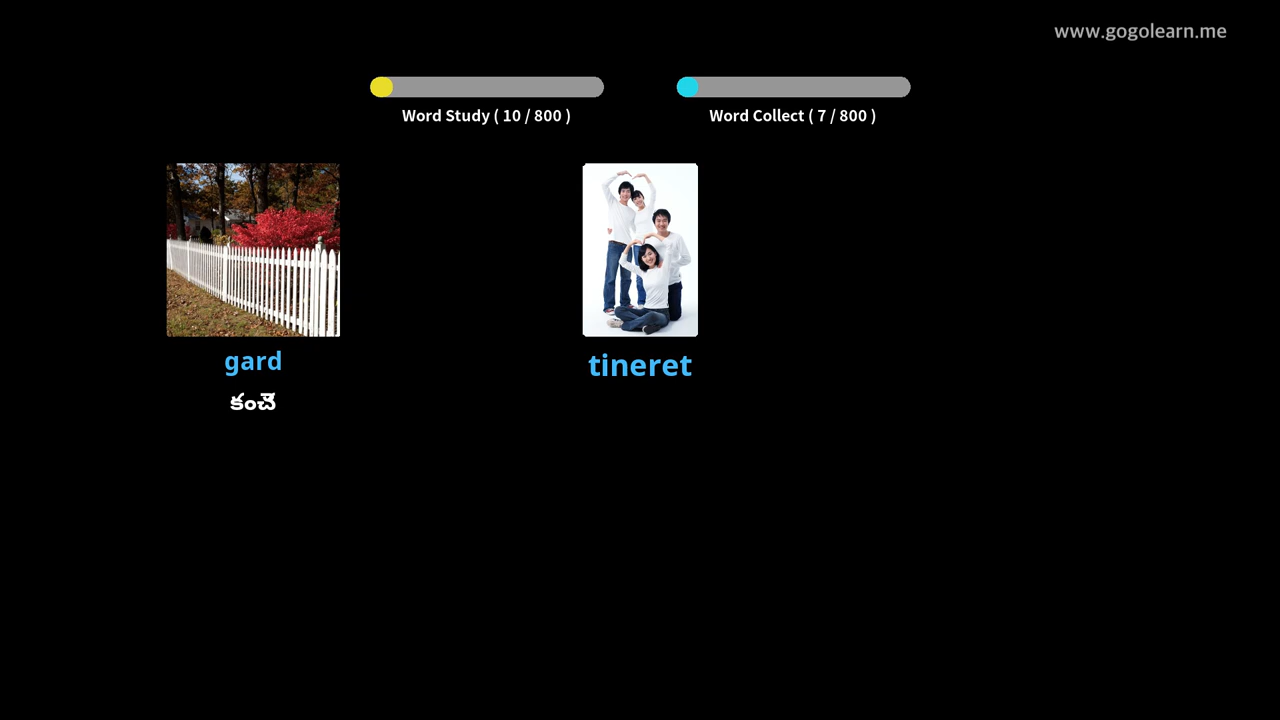 www.gogolearn.me
Word Study ( 10 / 800 )
Word Collect ( 7 / 800 )
gard
కంచె
tineret